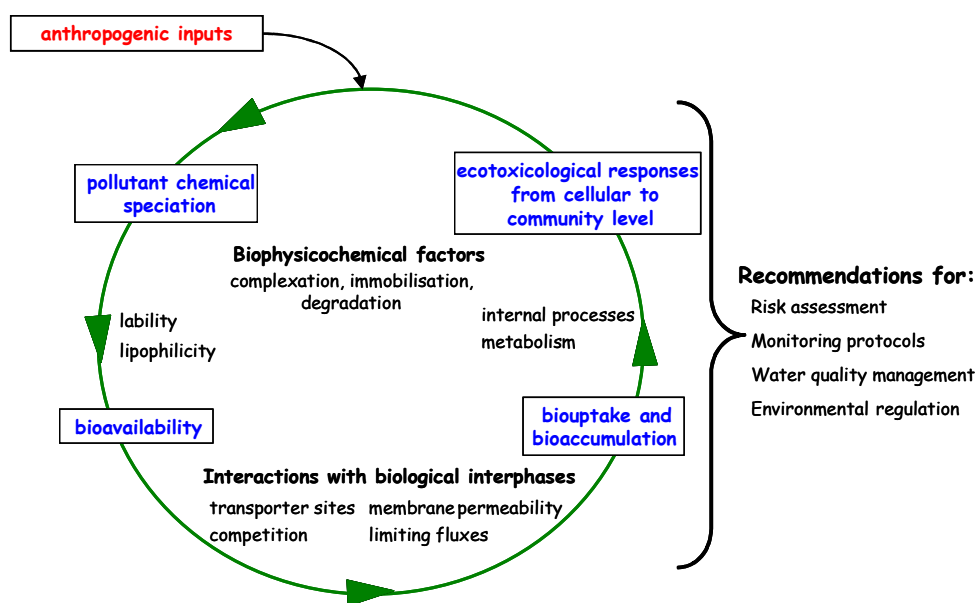 anthropogenic inputs
pollutant chemical
speciation
ecotoxicological responses
from cellular to
community level
Biophysicochemical factors
complexation, immobilisation,
degradation
lability
lipophilicity
internal processes
metabolism
bioavailability
biouptake and
bioaccumulation
Interactions with biological interphases
transporter sites
competition
membrane permeability
limiting fluxes
Recommendations for:
Risk assessment
Monitoring protocols
Water quality management
Environmental regulation